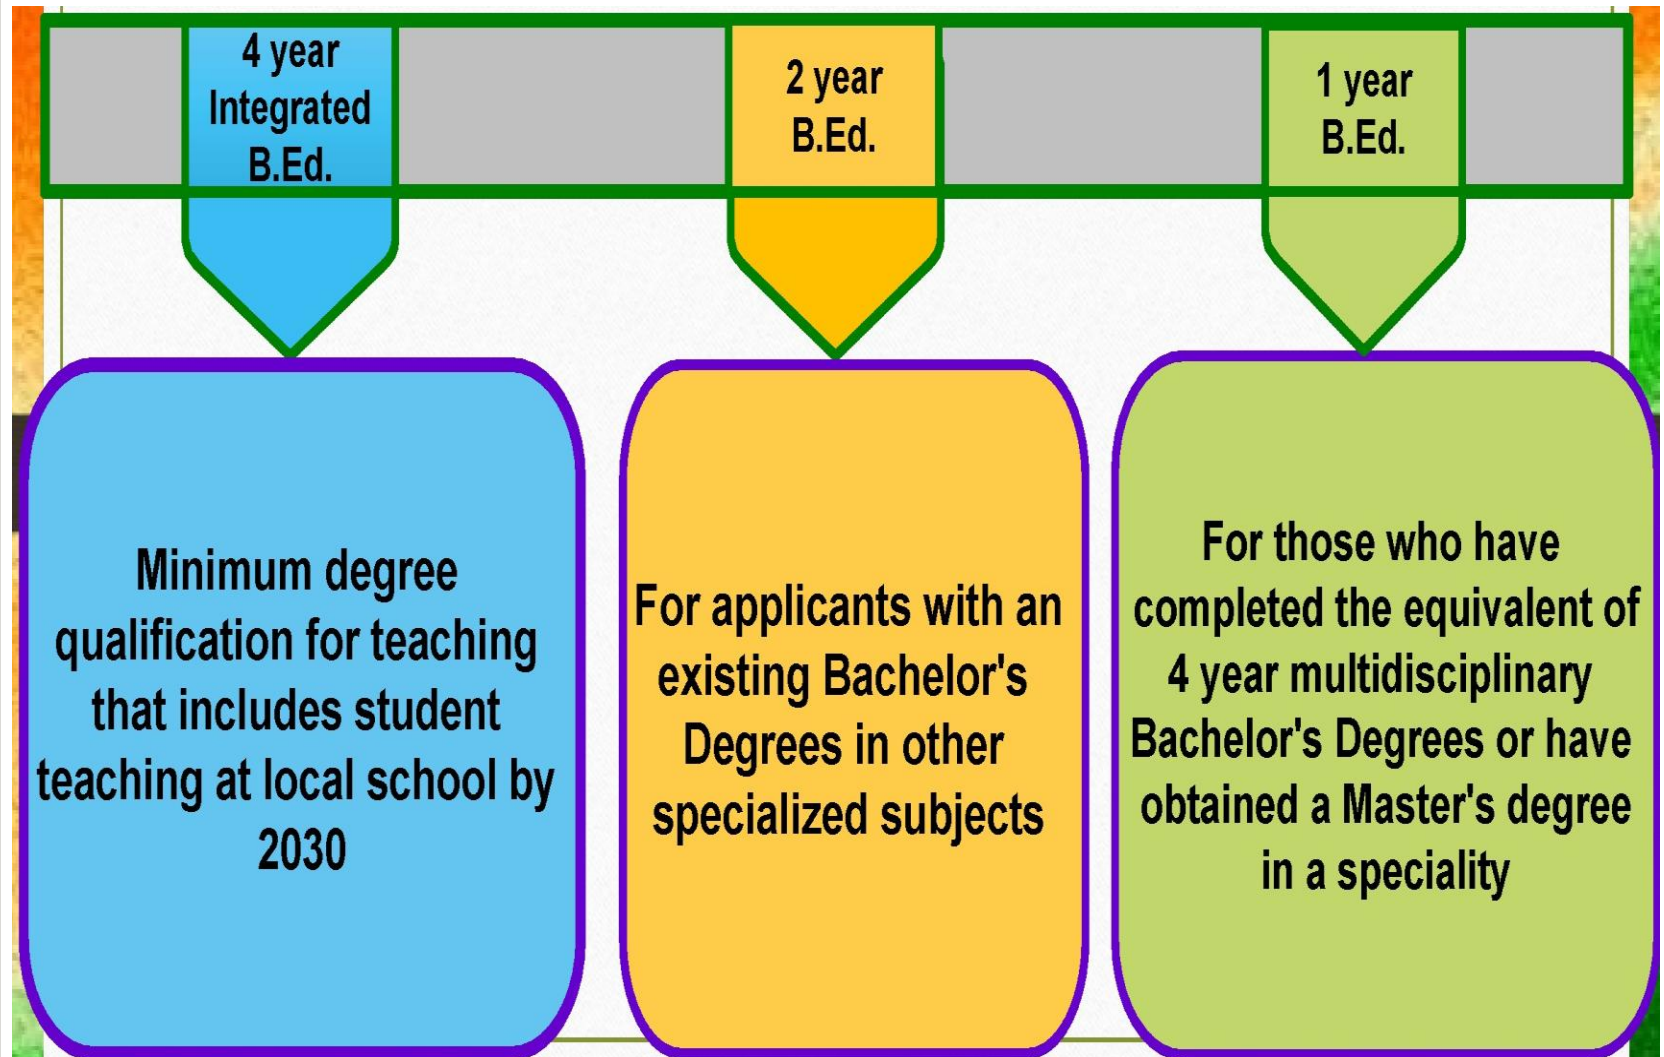 4 year
Integrated
B.Ed.
2 year
B.Ed.
1 year
B.Ed.
Minimum degree
qualification for teaching
that includes student
teaching at local school by
2030
For applicants with an
existing Bachelor's
Degrees in other
specialized subjects
For those who have
completed the equivalent of
4 year multidisciplinary
Bachelor's Degrees or have
obtained a Master's degree
in a speciality